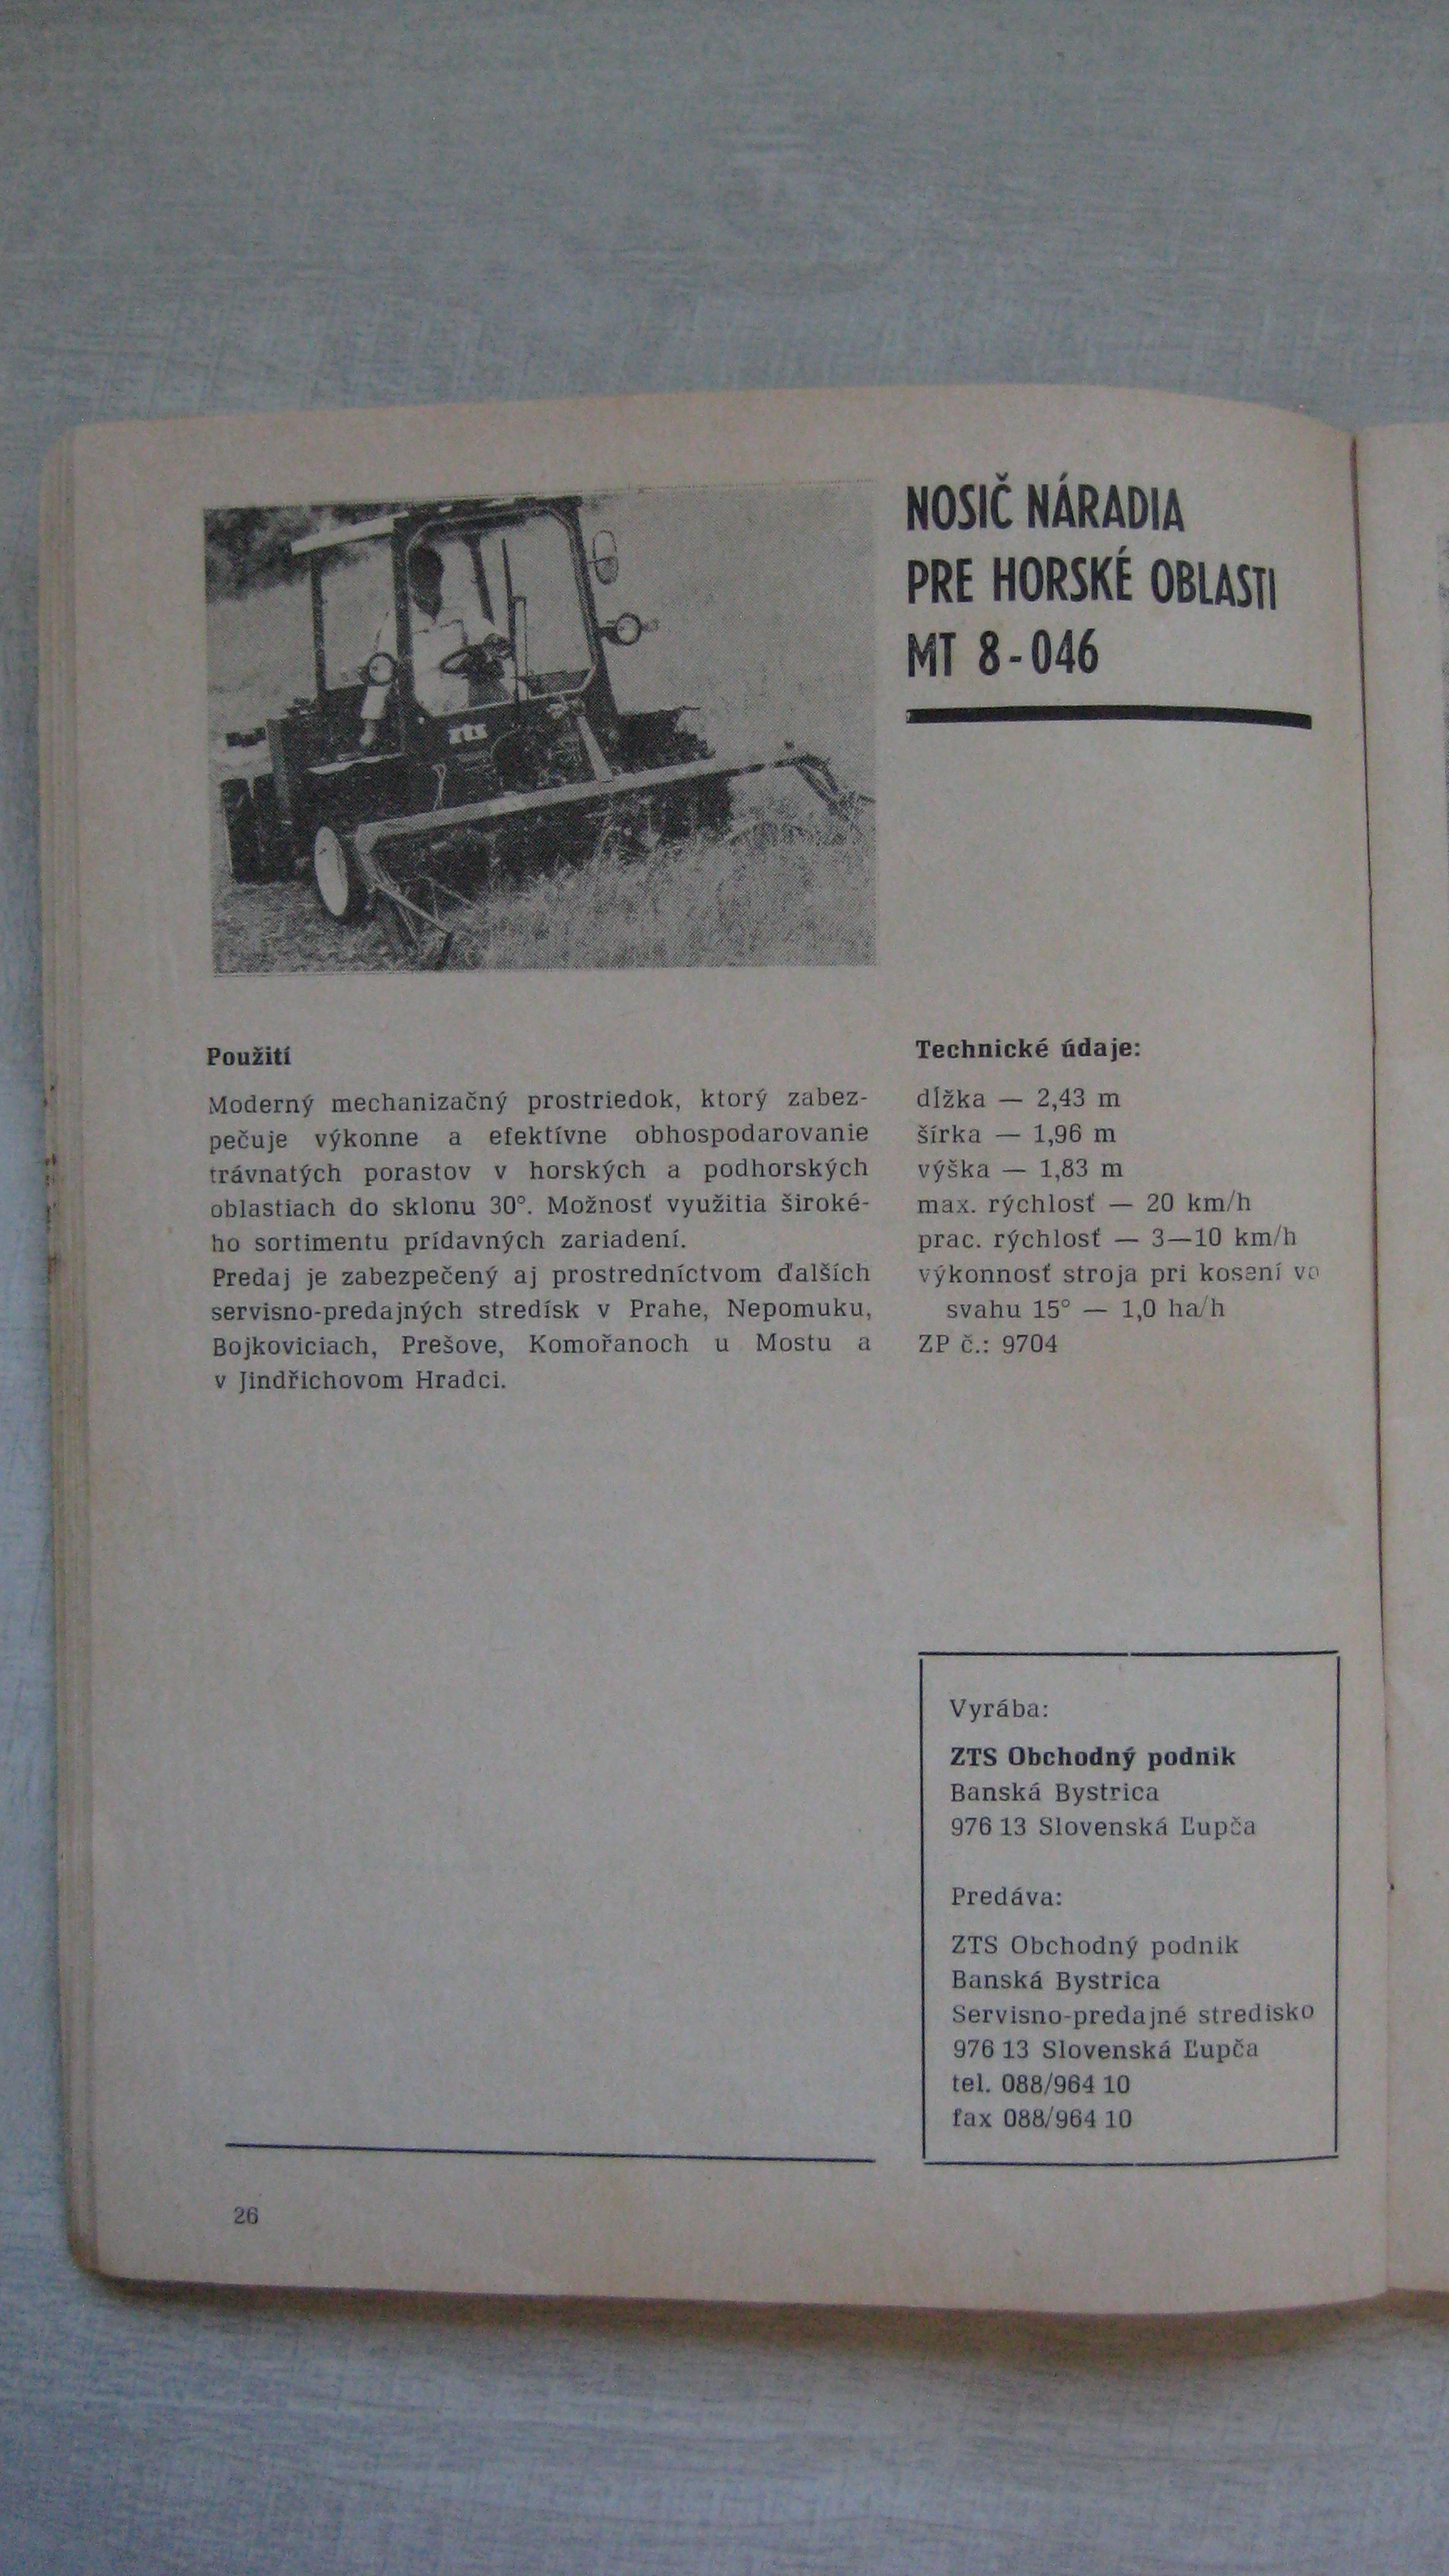 NOSIČ NÁRADIA
PRE HORSKÉ OBLASTI
MT 8-046
Použití
Moderný mechanizačný prostriedok, ktorý zabez-
pečuje výkonne a efektívne obhospodarovanie
trávnatých porastov v horských a podhorských
oblastiach do sklonu 30°. Možnosť využitia široké-
ho sortimentu prídavných zariadení.
Predaj je zabezpečený aj prostredníctvom ďalších
servisno-predajných stredísk v Prahe, Nepomuku,
Bojkoviciach, Prešove, Komořanoch u Mostu a
v Jindřichovom Hradci.
Technické údaje:
dĺžka — 2,43 m
šírka — 1,96 m
výška — 1,83 m
max. rýchlosť — 20 km/h
prac. rýchlosť — 3—10 km/h
výkonnosť stroja pri kosení vo
svahu 15° — 1,0 ha/h
ZP č.: 9704
Vyrába:
ZTS Obchodný podnik
Banská Bystrica
976 13 Slovenská Ľupča
Predáva:
ZTS Obchodný podnik
Banská Bystrica
Servisno-predajné stredisko
976 13 Slovenská Ľupča
tel. 088/964 10
fax 088/964 10
26